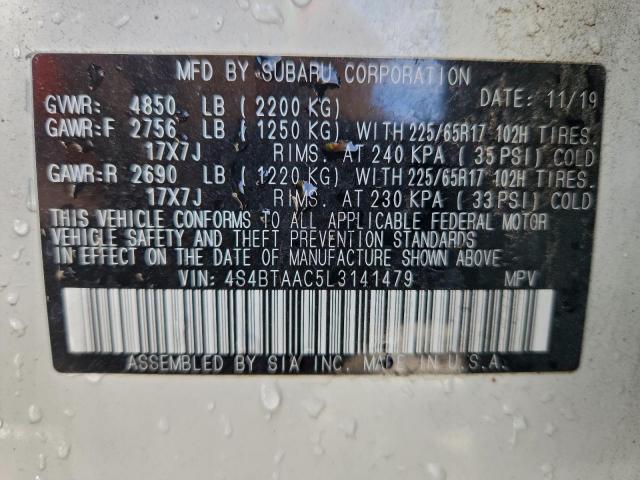 MFD BY SUBARU CORPORATION
GVWR: 4850 LB ( 2200 KG) DATE: 11/19
GAWR:F 2756 LB ( 1250 KG) WITH 225/65R17 102H TIRES.
17X7J RIMS. AT 240 KPA ( 35 PSI) COLD
GAWR:R 2690 LB ( 1220 KG) WITH 225/65R17 102H TIRES.
17X7J RIMS. AT 230 KPA ( 33 PSI) COLD
THIS VEHICLE CONFORMS TO ALL APPLICABLE FEDERAL MOTOR
VEHICLE SAFETY AND THEFT PREVENTION STANDARDS
IN EFFECT ON THE DATE OF MANUFACTURE SHOWN ABOVE.
VIN: 4S4BTAAC5L3141479 MPV
ASSEMBLED BY SIA INC. MADE IN U.S.A.